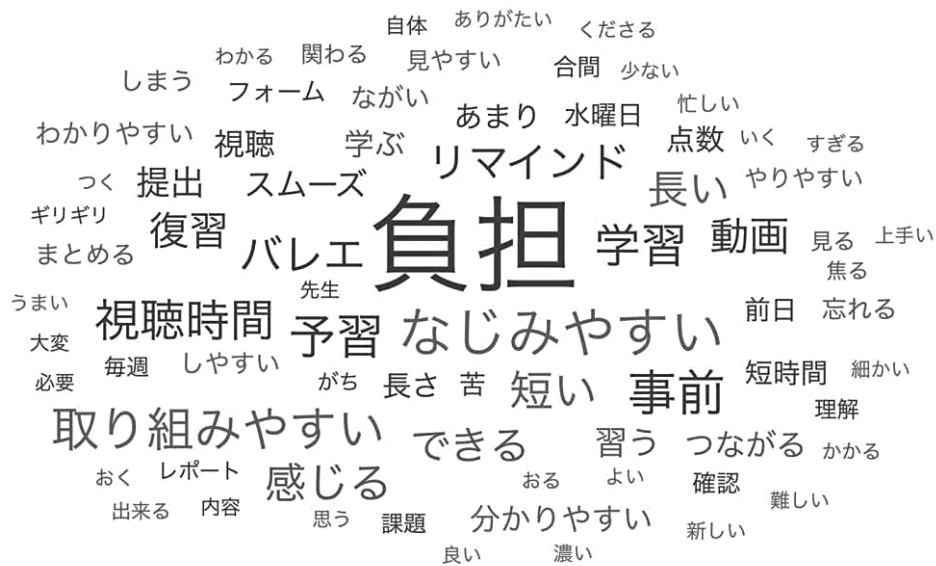 自体 ありがたい くださる
わかる 関わる 見やすい 合間 少ない
しまう フォーム ながい あまり 水曜日 忙しい
わかりやすい 視聴 学ぶ リマインド 点数 いく すぎる
つく 提出 スムーズ 長い やりやすい
ギリギリ 復習 バレエ 負担 学習 動画 見る 上手い
まとめる 先生 焦る
うまい 視聴時間 予習 なじみやすい 前日 忘れる
大変 毎週 しやすい
必要 がち 長さ 苦 短い 事前 短時間 細かい
取り組みやすい できる 習う つながる 理解
かかる
おく レポート 感じる おる よい 確認
出来る 内容 思う 課題 分かりやすい 難しい
新しい
良い 濃い